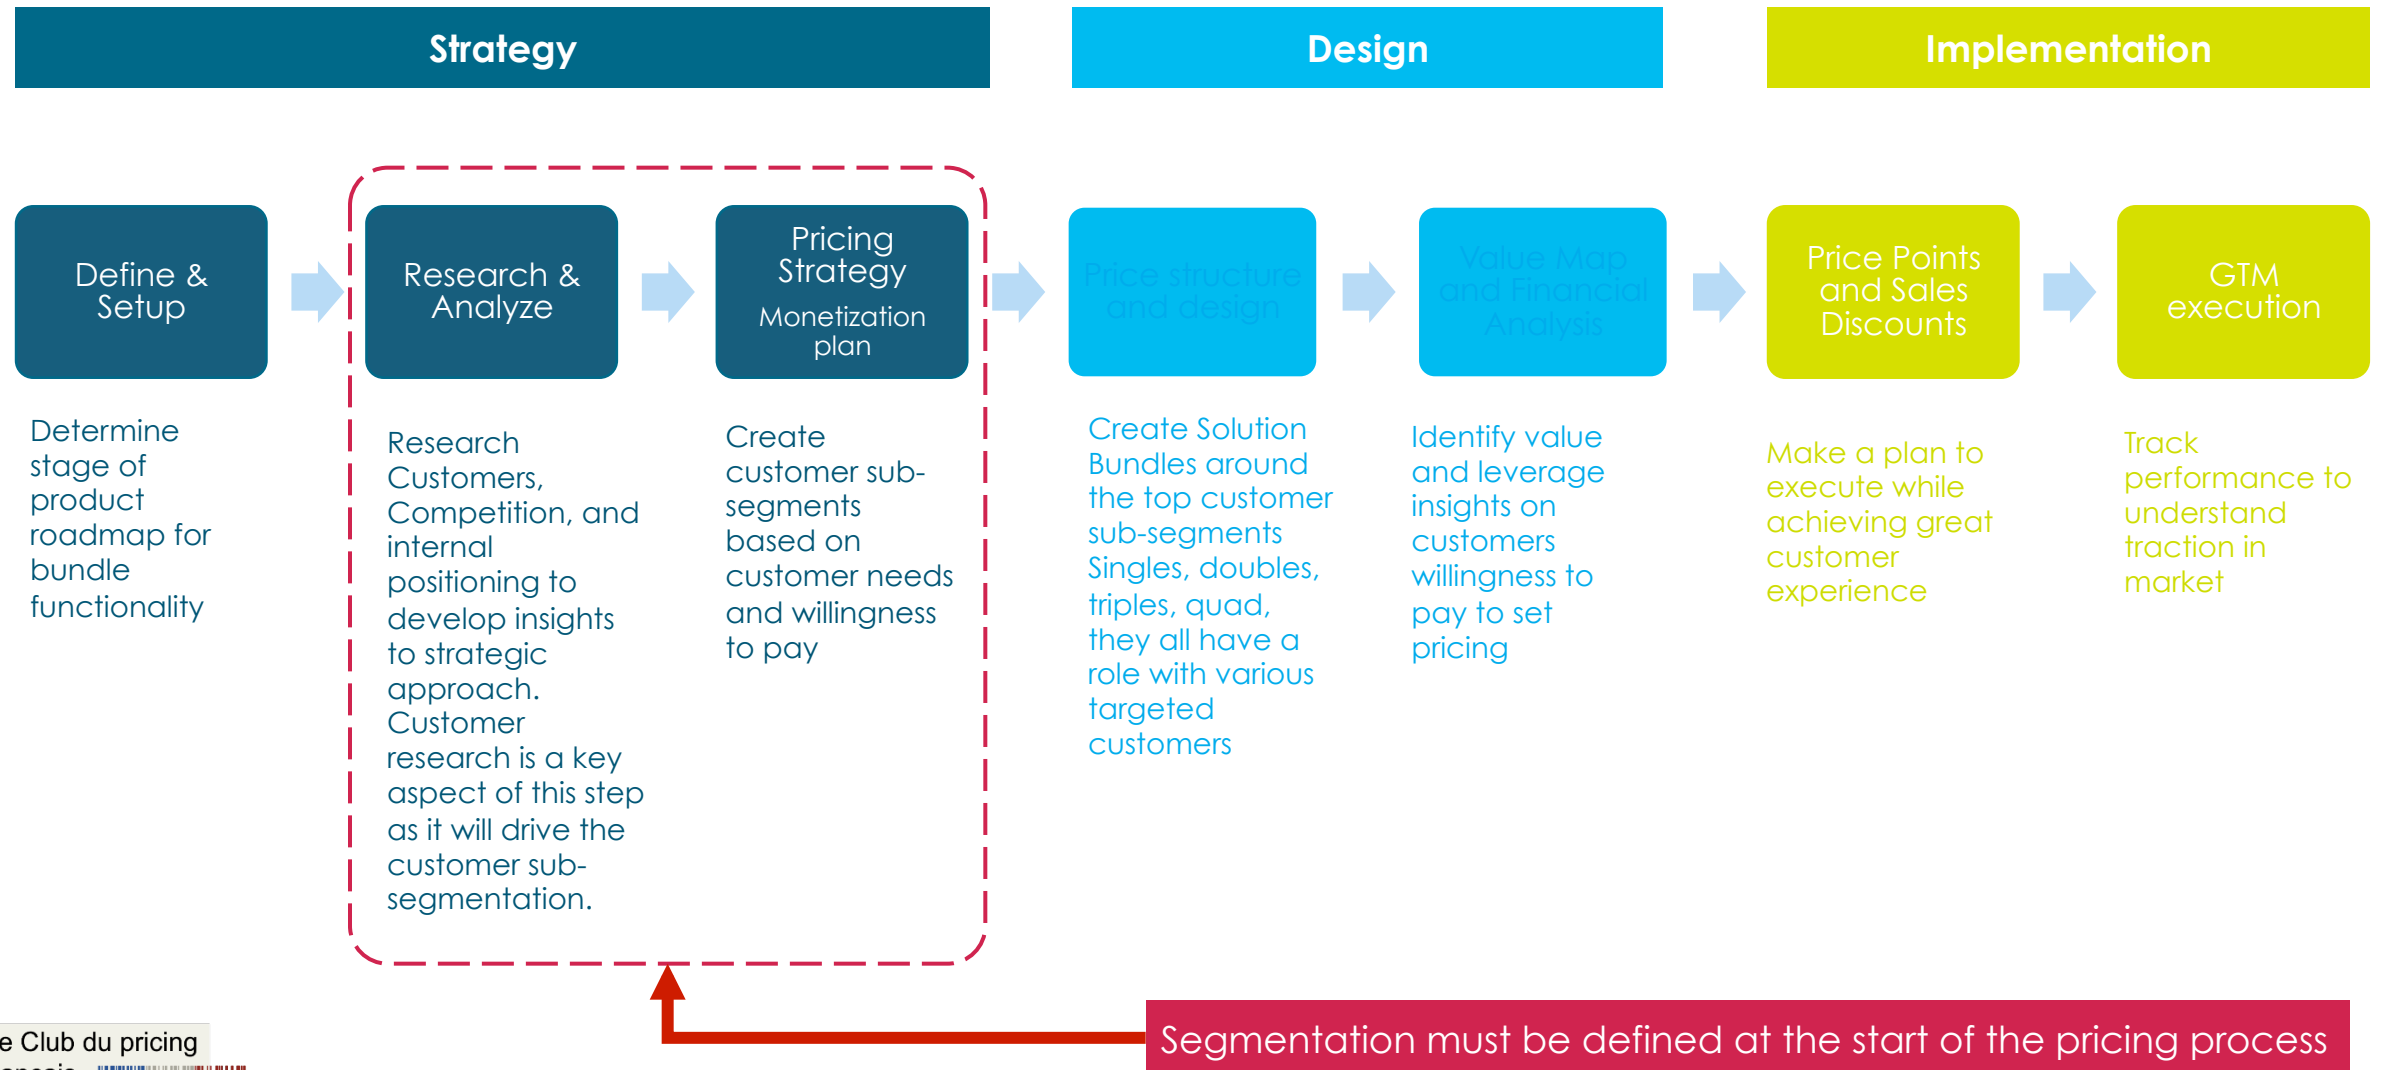 Strategy
Design
Implementation
Define &
Setup
Research &
Analyze
Pricing
Strategy
Monetization
plan
Price structure
and design
Value Map
and Financial
Analysis
Price Points
and Sales
Discounts
GTM
execution
Determine
stage of
product
roadmap for
bundle
functionality
Research
Customers,
Competition, and
internal
positioning to
develop insights
to strategic
approach.
Customer
research is a key
aspect of this step
as it will drive the
customer sub-
segmentation.
Create
customer sub-
segments
based on
customer needs
and willingness
to pay
Create Solution
Bundles around
the top customer
sub-segments
Singles, doubles,
triples, quad,
they all have a
role with various
targeted
customers
Identify value
and leverage
insights on
customers
willingness to
pay to set
pricing
Make a plan to
execute while
achieving great
customer
experience
Track
performance to
understand
traction in
market
Segmentation must be defined at the start of the pricing process
e Club du pricing